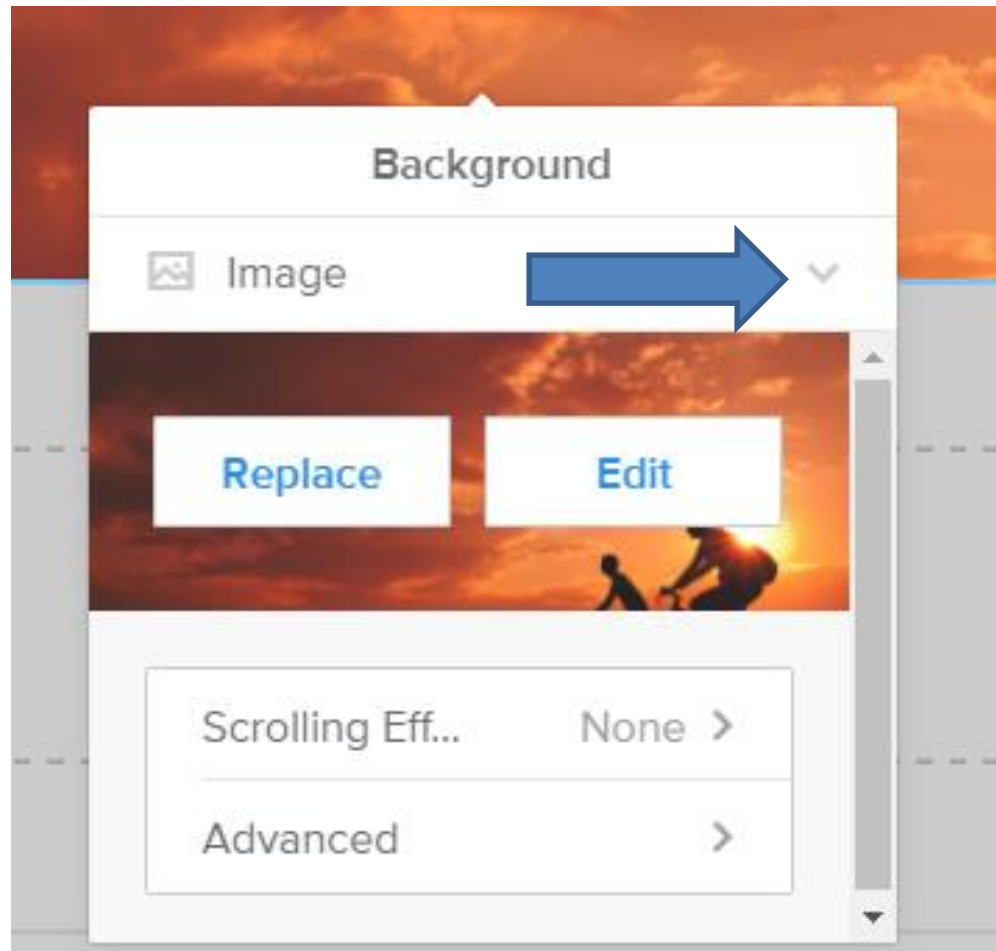 Background
Image
Replace
Edit
Scrolling Eff...
None
Advanced